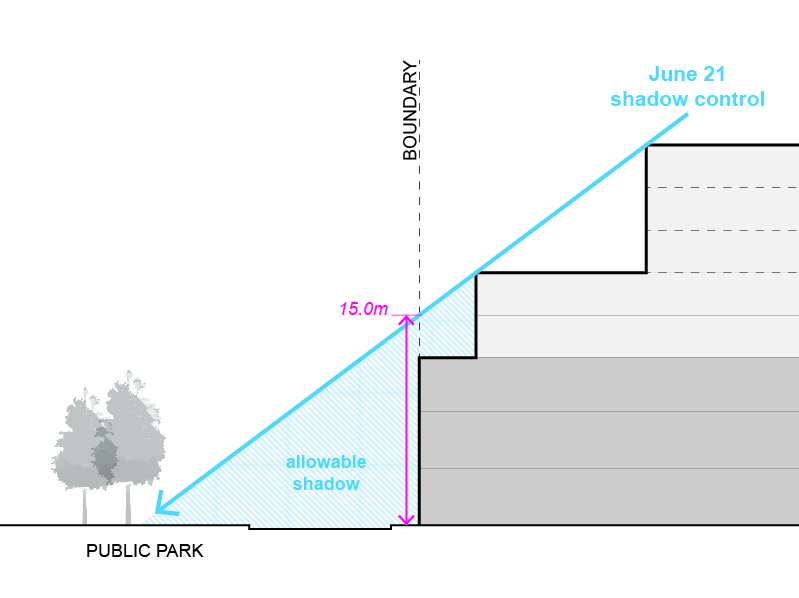 June 21
shadow control
BOUNDARY
15.0m
allowable
shadow
PUBLIC PARK